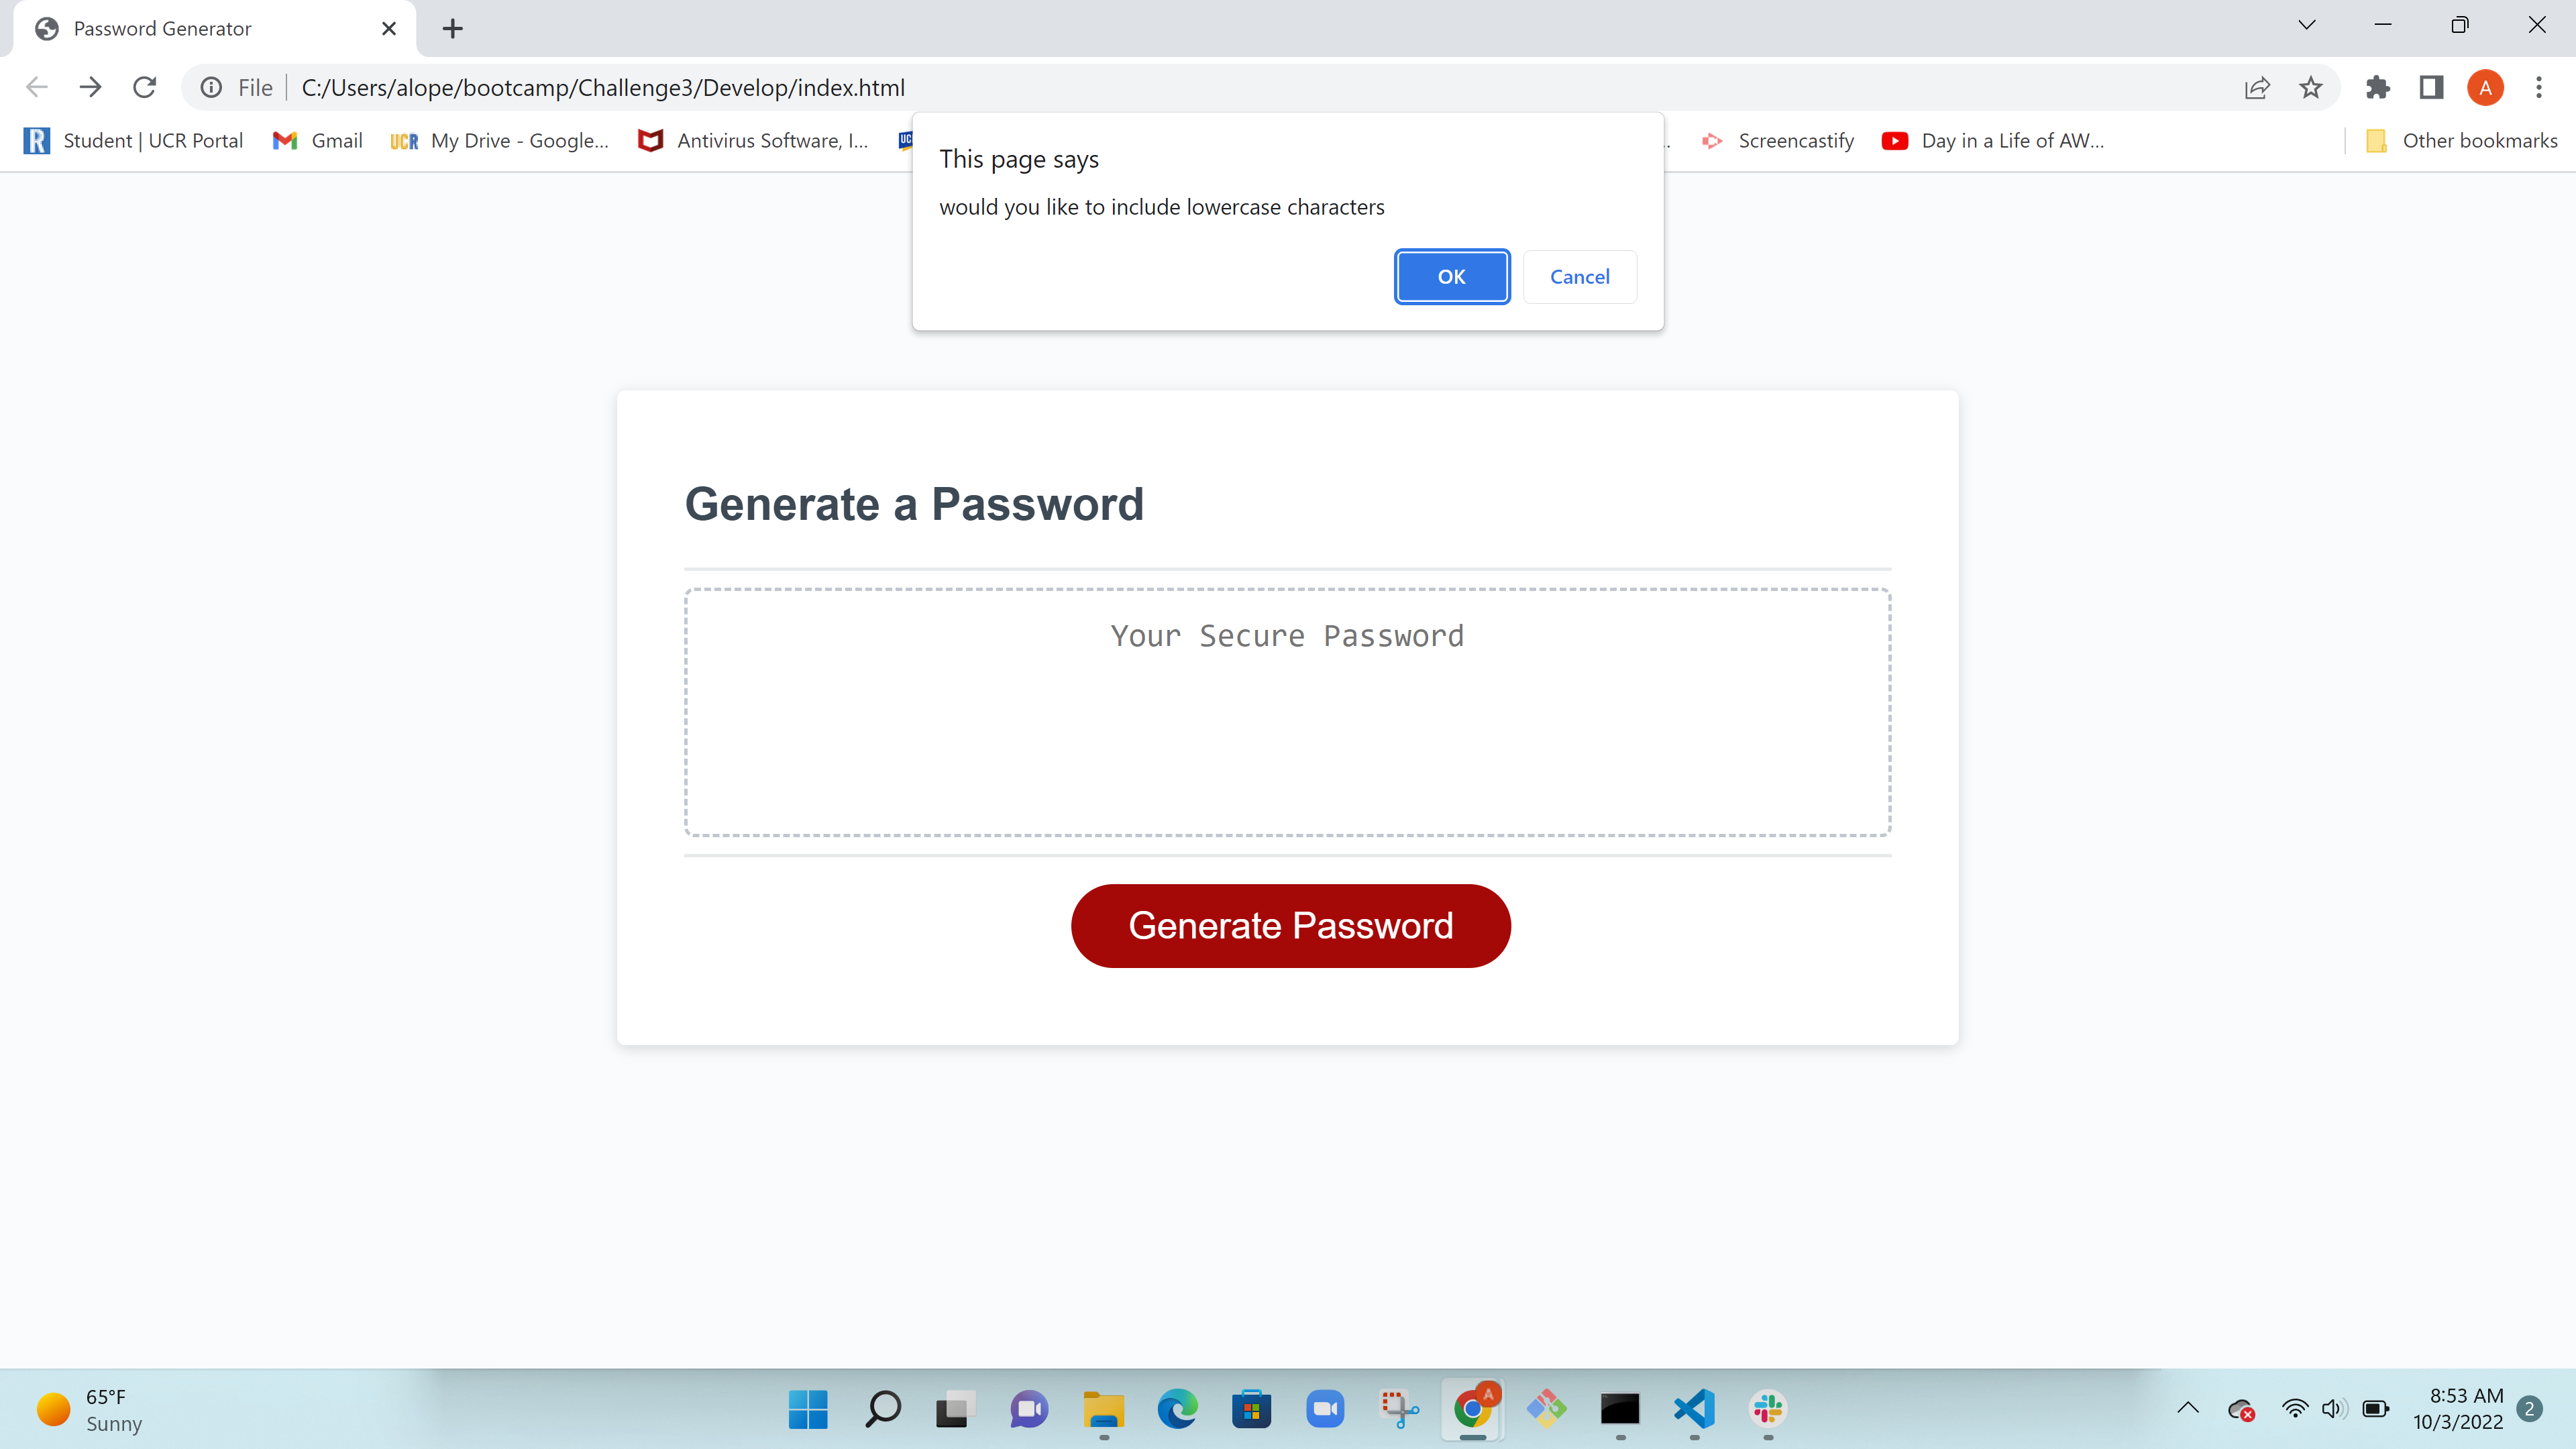 Password Generator
File
C:/Users/alope/bootcamp/Challenge3/Develop/index.html
A
Student | UCR Portal
Gmail
UCR My Drive - Google...
Antivirus Software, I...
Screencastify
Day in a Life of AW...
Other bookmarks
This page says
would you like to include lowercase characters
OK
Cancel
Generate a Password
Your Secure Password
Generate Password
65°F
Sunny
A
8:53 AM
10/3/2022
2